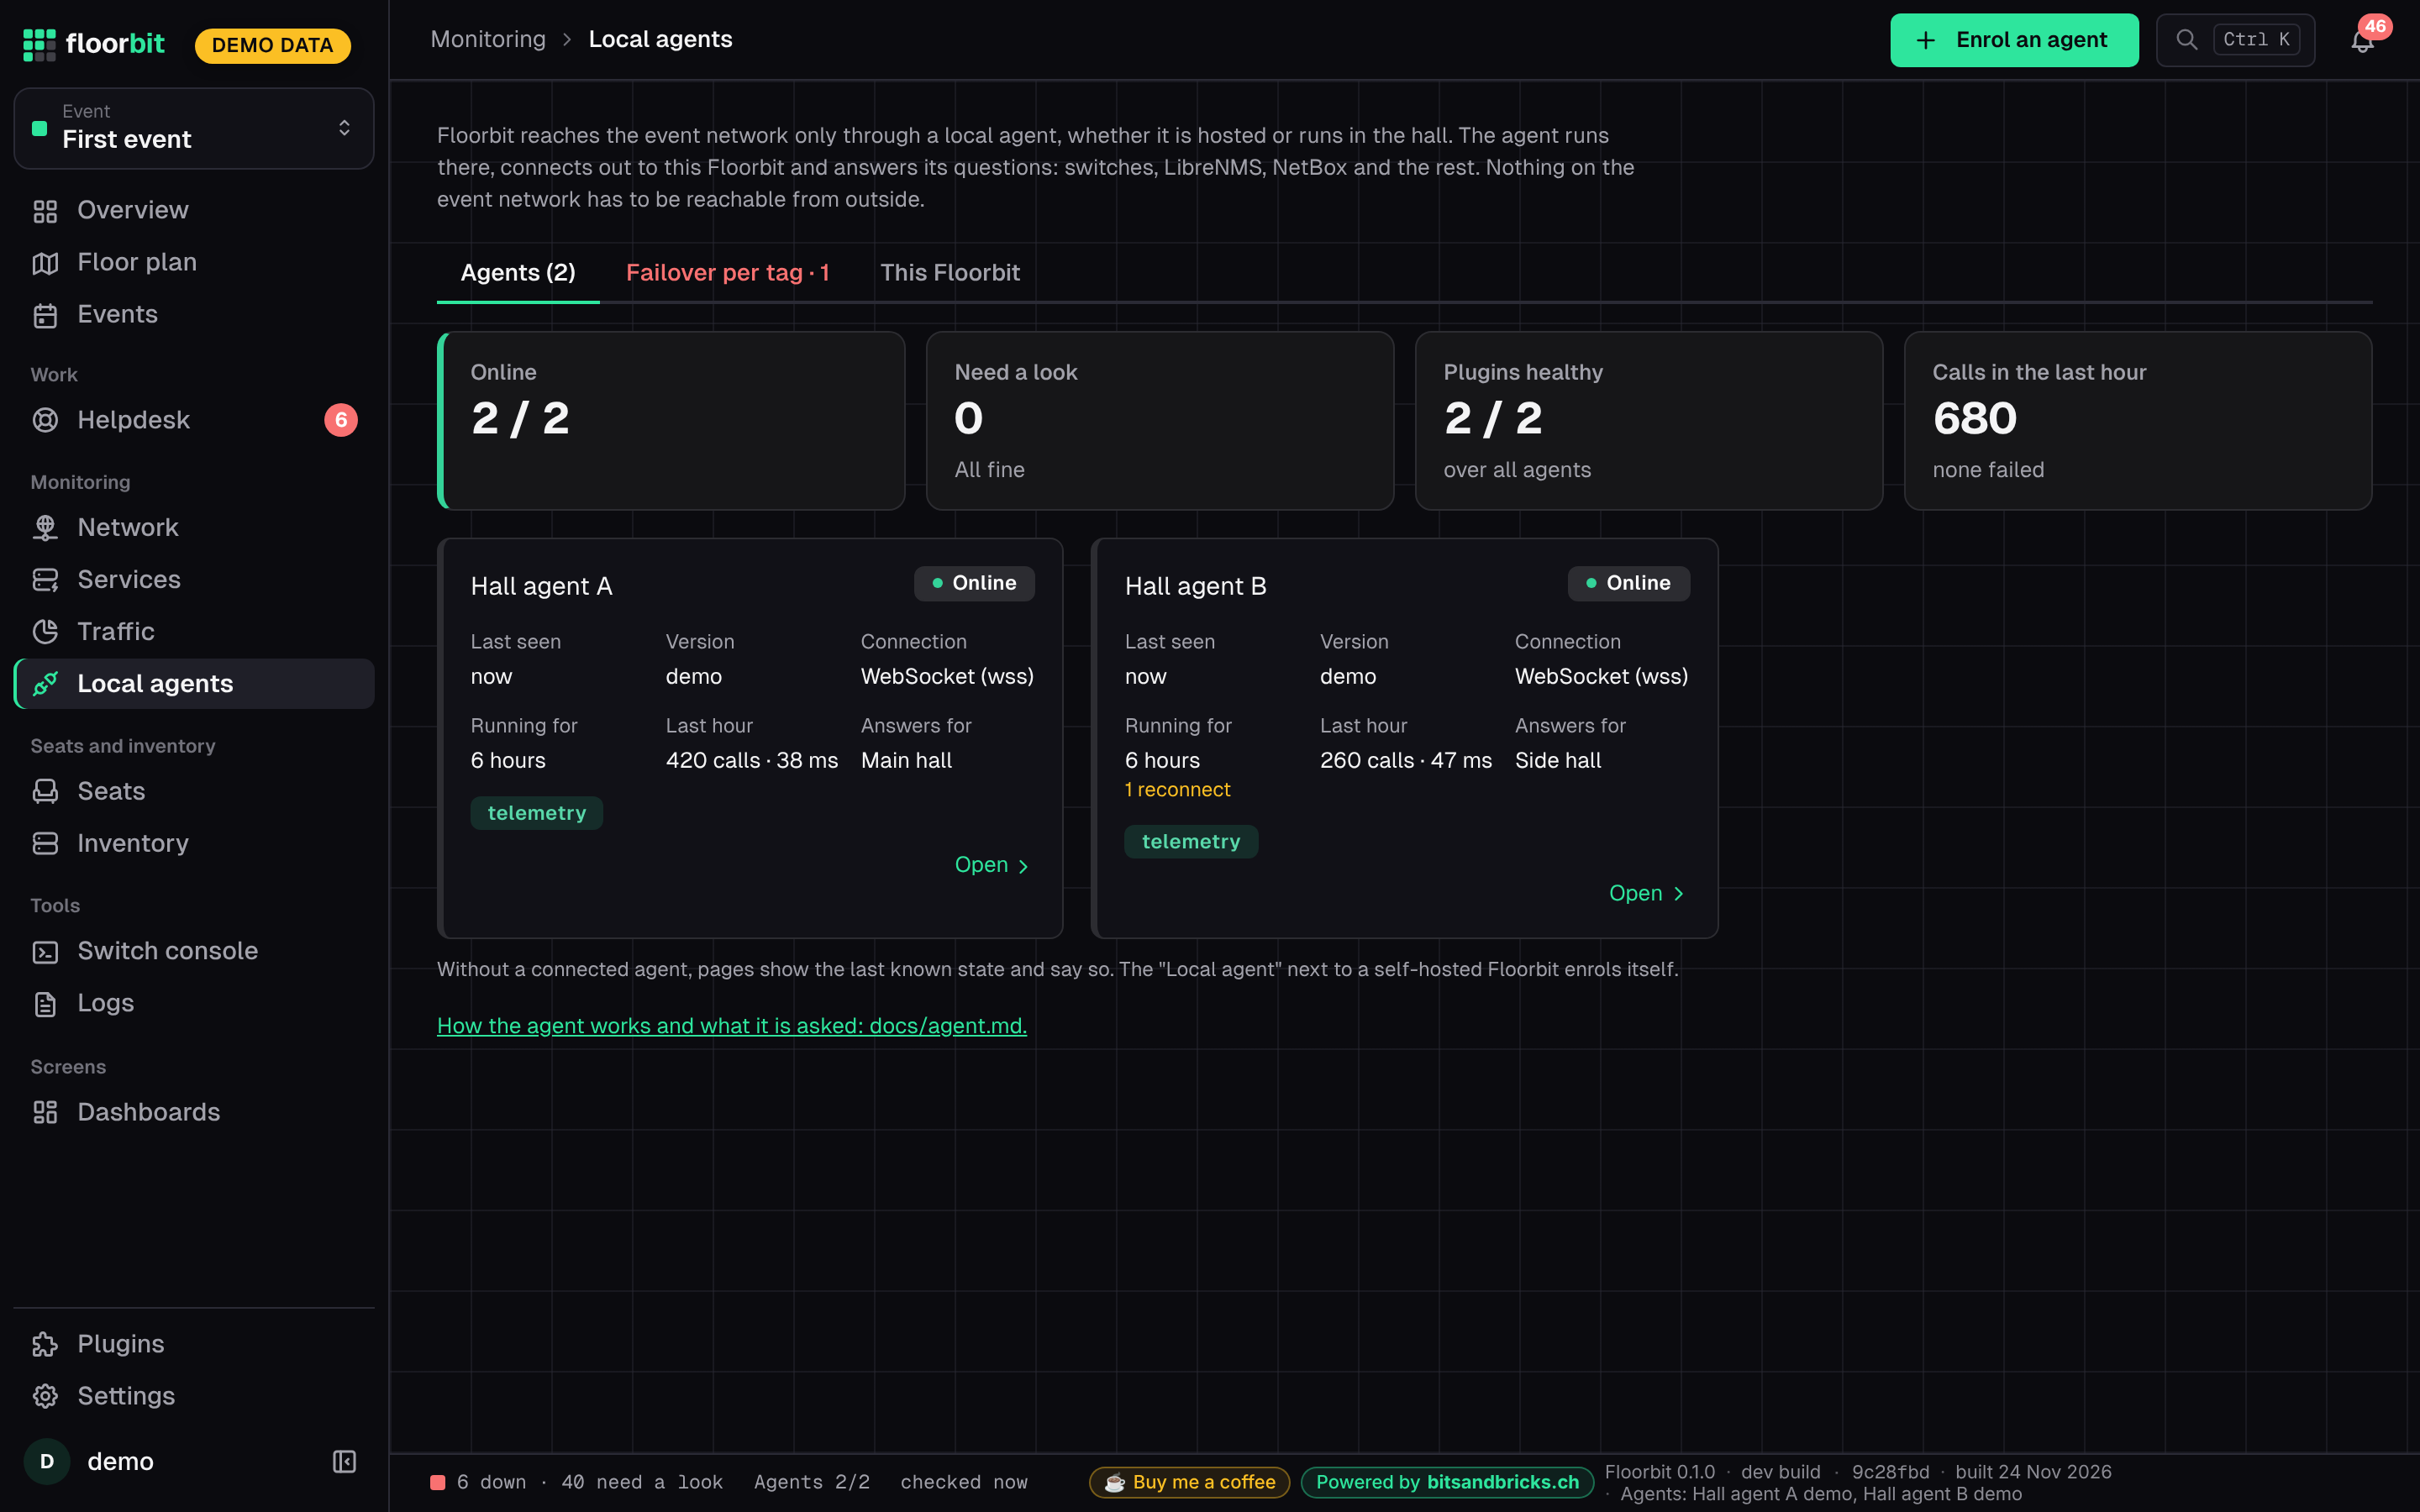 floorbit
DEMO DATA
Event
First event
Overview
Floor plan
Events
Work
Helpdesk
6
Monitoring
Network
Services
Traffic
Local agents
Seats and inventory
Seats
Inventory
Tools
Switch console
Logs
Screens
Dashboards
Plugins
Settings
D
demo
Monitoring
Local agents
Enrol an agent
Ctrl K
46
Floorbit reaches the event network only through a local agent, whether it is hosted or runs in the hall. The agent runs
there, connects out to this Floorbit and answers its questions: switches, LibreNMS, NetBox and the rest. Nothing on the
event network has to be reachable from outside.
Agents (2)
Failover per tag · 1
This Floorbit
Online
2 / 2
Need a look
0
All fine
Plugins healthy
2 / 2
over all agents
Calls in the last hour
680
none failed
Hall agent A
Online
Last seen
now
Version
demo
Connection
WebSocket (wss)
Running for
6 hours
Last hour
420 calls · 38 ms
Answers for
Main hall
telemetry
Open
Hall agent B
Online
Last seen
now
Version
demo
Connection
WebSocket (wss)
Running for
6 hours
1 reconnect
Last hour
260 calls · 47 ms
Answers for
Side hall
telemetry
Open
Without a connected agent, pages show the last known state and say so. The "Local agent" next to a self-hosted Floorbit enrols itself.
How the agent works and what it is asked: docs/agent.md.
6 down · 40 need a look
Agents 2/2
checked now
Buy me a coffee
Powered by bitsandbricks.ch
Floorbit 0.1.0 · dev build · 9c28fbd · built 24 Nov 2026
· Agents: Hall agent A demo, Hall agent B demo